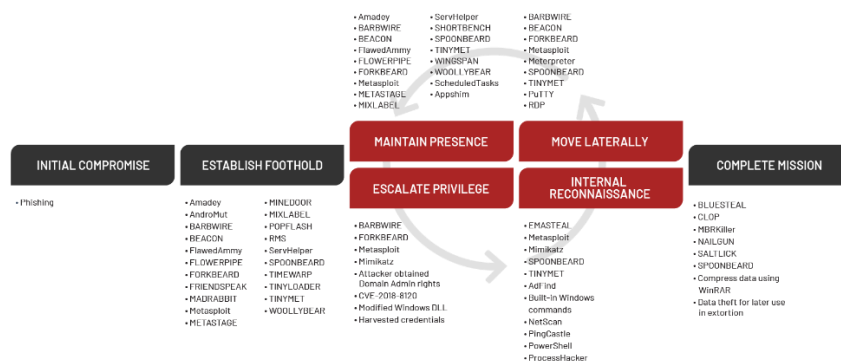 • Amadey
• BARBWIRE
• BEACON
• FlawedAmmy
• FLOWERPIPE
• FORKBEARD
• Metasploit
• METASTAGE
• MIXLABEL
• ServHelper
• SHORTBENCH
• SPOONBEARD
• TINYMET
• WINGSPAN
• WOOLLYBEAR
• ScheduledTasks
• Appshim
• BARBWIRE
• BEACON
• FORKBEARD
• Metasploit
• Meterpreter
• SPOONBEARD
• TINYMET
• PuTTY
• RDP
INITIAL COMPROMISE
• Phishing
ESTABLISH FOOTHOLD
• Amadey
• AndroMut
• BARBWIRE
• BEACON
• FlawedAmmy
• FLOWERPIPE
• FORKBEARD
• FRIENDSPEAK
• MADRABBIT
• Metasploit
• METASTAGE
• MINEDOOR
• MIXLABEL
• POPFLASH
• RMS
• ServHelper
• SPOONBEARD
• TIMEWARP
• TINYLOADER
• TINYMET
• WOOLLYBEAR
MAINTAIN PRESENCE
MOVE LATERALLY
ESCALATE PRIVILEGE
• BARBWIRE
• FORKBEARD
• Metasploit
• Mimikatz
• Attacker obtained
Domain Admin rights
• CVE-2018-8120
• Modified Windows DLL
• Harvested credentials
INTERNAL
RECONNAISSANCE
• EMASTEAL
• Metasploit
• Mimikatz
• SPOONBEARD
• TINYMET
• AdFind
• Built-in Windows
commands
• NetScan
• PingCastle
• PowerShell
• ProcessHacker
COMPLETE MISSION
• BLUESTEAL
• CLOP
• MBRKiller
• NAILGUN
• SALTLICK
• SPOONBEARD
• Compress data using
WinRAR
• Data theft for later use
in extortion